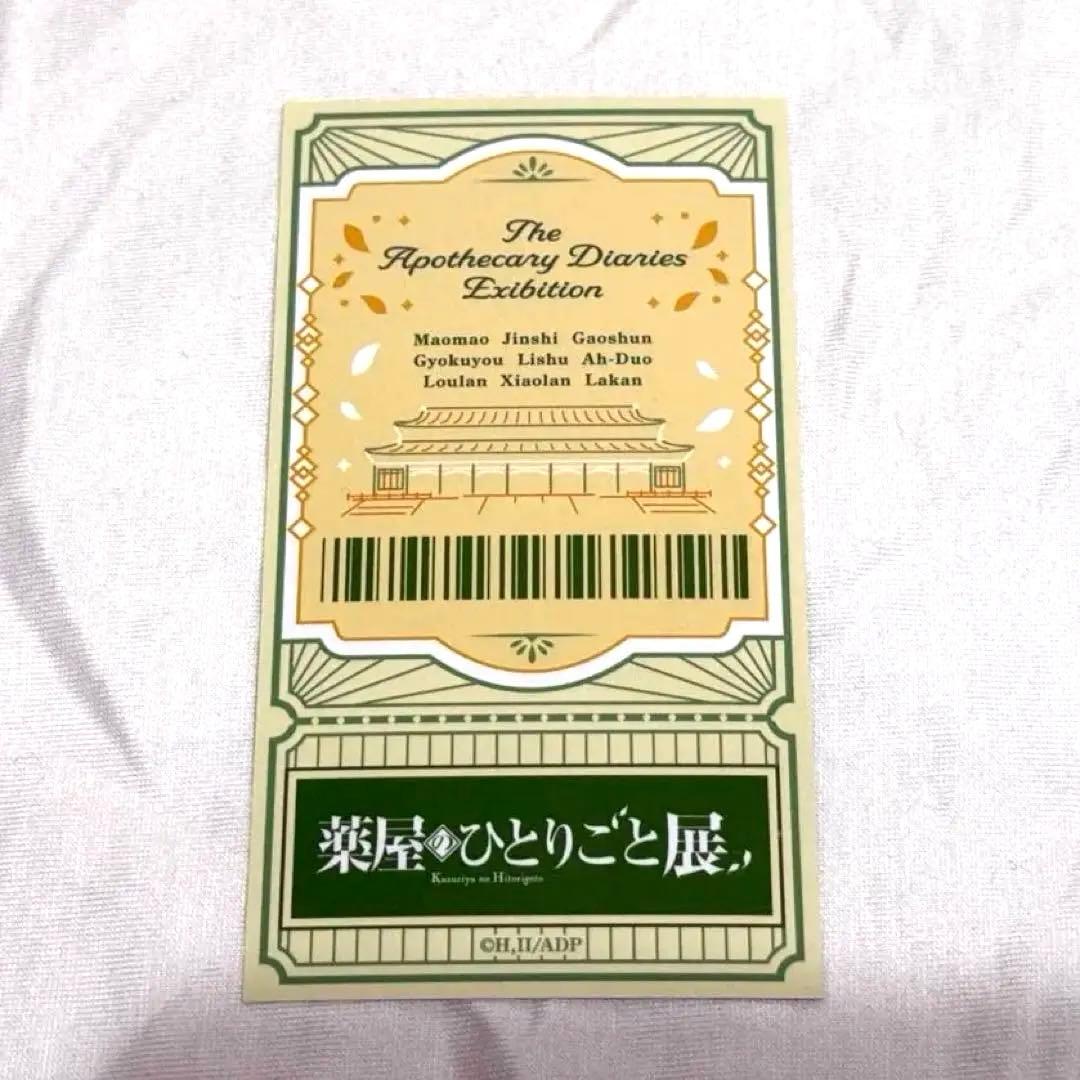 The
Apothecary Diaries
Exibition
Maomao Jinshi Gaoshun
Gyokuyou Lishu Ah-Duo
Loulan Xiaolan Lakan
薬屋のひとりごと展
Kusuriya no Hitorigoto
©H,II/ADP